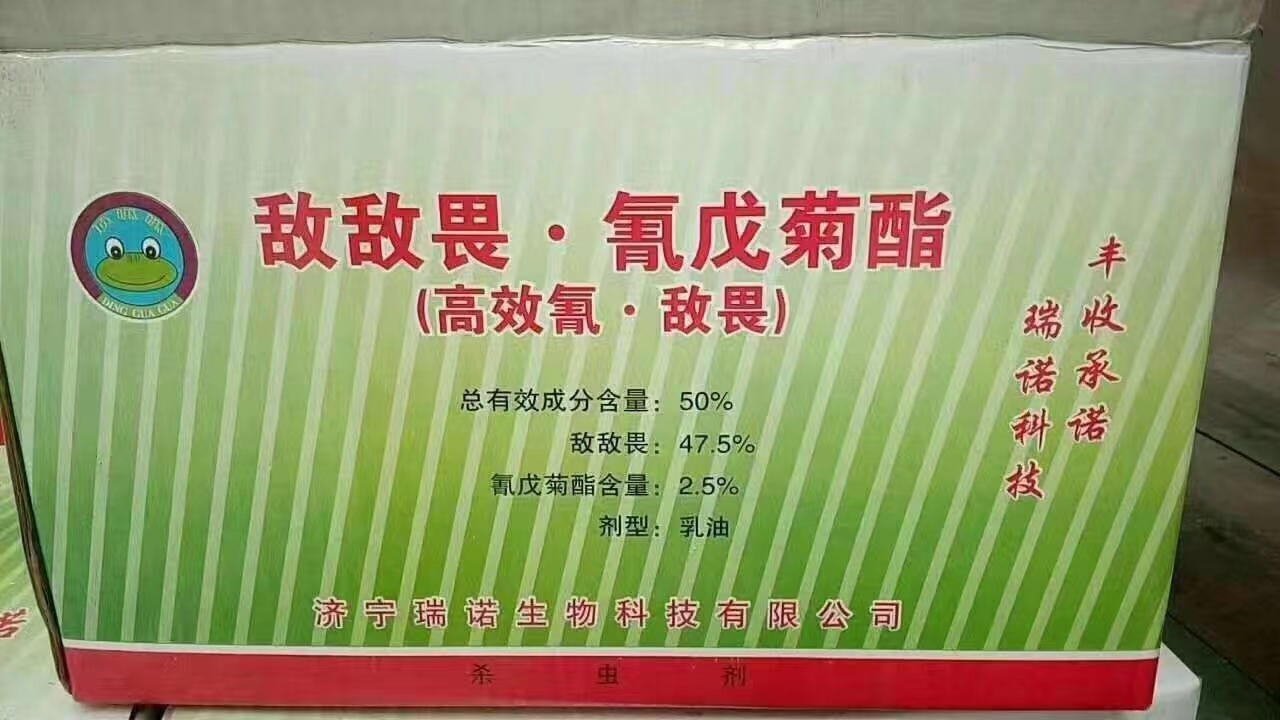 敌敌畏·氰戊菊酯
(高效氰·敌畏)
总有效成分含量：50%
敌敌畏：47.5%
氰戊菊酯含量：2.5%
剂型：乳油
丰收承诺
瑞诺科技
DING GUA GUA
济宁瑞诺生物科技有限公司
杀虫剂